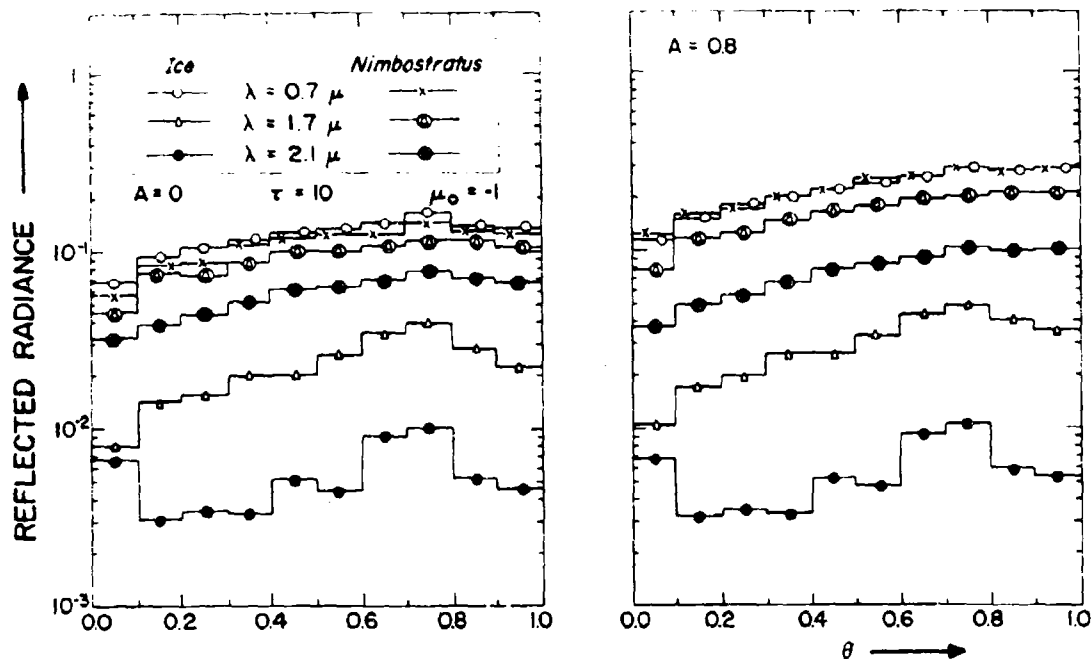 REFLECTED RADIANCE
Ice Nimbostratus
λ = 0.7 μ
λ = 1.7 μ
λ = 2.1 μ
A=0 τ = 10 μ₀ = -1
1
10⁻¹
10⁻²
10⁻³
0.0 0.2 0.4 0.6 0.8 1.0
A = 0.8
0.0 0.2 0.4 0.6 0.8 1.0
θ